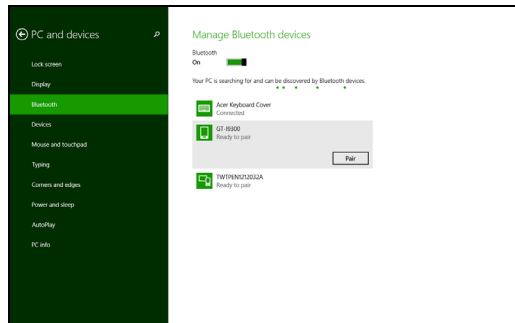 PC and devices
Lock screen
Display
Bluetooth
Devices
Mouse and touchpad
Typing
Corners and edges
Power and sleep
AutoPlay
PC info
Manage Bluetooth devices
Bluetooth
On
Your PC is searching for and can be discovered by Bluetooth devices.
Acer Keyboard Cover
Connected
GT-I9300
Ready to pair
Pair
TWTPEN1212032A
Ready to pair